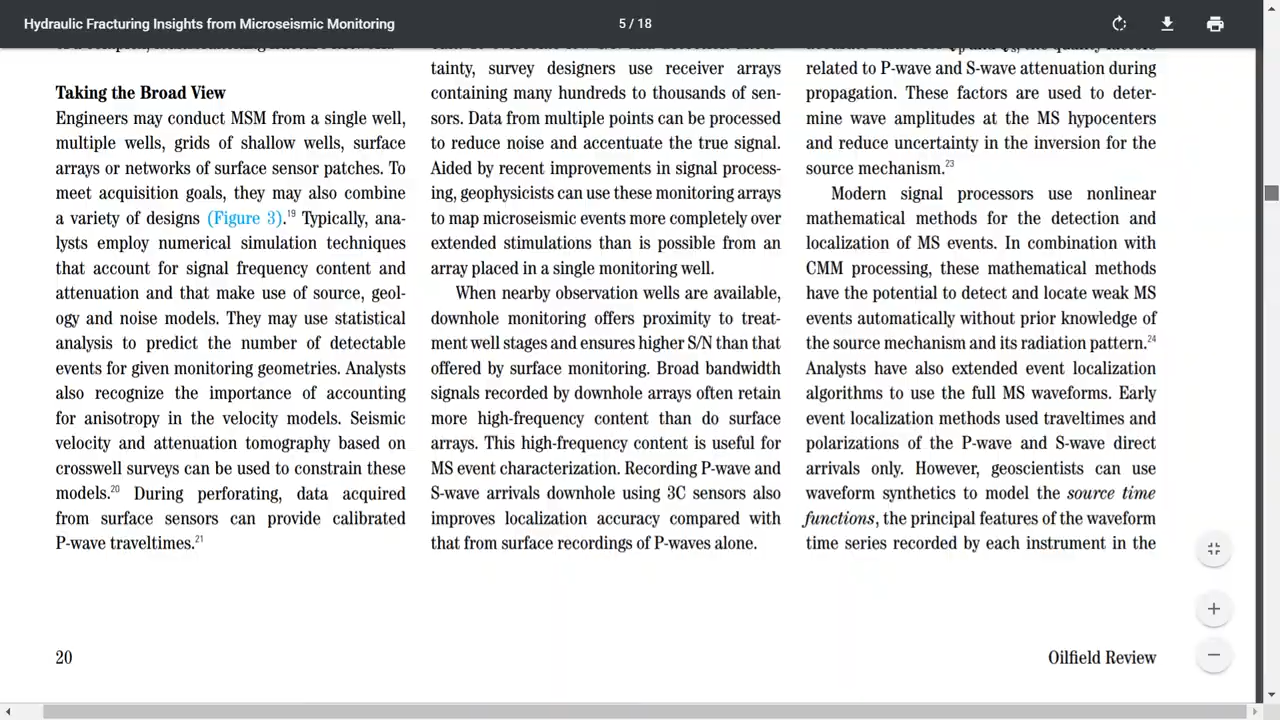 Hydraulic Fracturing Insights from Microseismic Monitoring
5 / 18
Taking the Broad View
Engineers may conduct MSM from a single well,
multiple wells, grids of shallow wells, surface
arrays or networks of surface sensor patches. To
meet acquisition goals, they may also combine
a variety of designs (Figure 3).19 Typically, ana-
lysts employ numerical simulation techniques
that account for signal frequency content and
attenuation and that make use of source, geol-
ogy and noise models. They may use statistical
analysis to predict the number of detectable
events for given monitoring geometries. Analysts
also recognize the importance of accounting
for anisotropy in the velocity models. Seismic
velocity and attenuation tomography based on
crosswell surveys can be used to constrain these
models.20 During perforating, data acquired
from surface sensors can provide calibrated
P-wave traveltimes.21
tainty, survey designers use receiver arrays
containing many hundreds to thousands of sen-
sors. Data from multiple points can be processed
to reduce noise and accentuate the true signal.
Aided by recent improvements in signal process-
ing, geophysicists can use these monitoring arrays
to map microseismic events more completely over
extended stimulations than is possible from an
array placed in a single monitoring well.
When nearby observation wells are available,
downhole monitoring offers proximity to treat-
ment well stages and ensures higher S/N than that
offered by surface monitoring. Broad bandwidth
signals recorded by downhole arrays often retain
more high-frequency content than do surface
arrays. This high-frequency content is useful for
MS event characterization. Recording P-wave and
S-wave arrivals downhole using 3C sensors also
improves localization accuracy compared with
that from surface recordings of P-waves alone.
related to P-wave and S-wave attenuation during
propagation. These factors are used to deter-
mine wave amplitudes at the MS hypocenters
and reduce uncertainty in the inversion for the
source mechanism.23
Modern signal processors use nonlinear
mathematical methods for the detection and
localization of MS events. In combination with
CMM processing, these mathematical methods
have the potential to detect and locate weak MS
events automatically without prior knowledge of
the source mechanism and its radiation pattern.24
Analysts have also extended event localization
algorithms to use the full MS waveforms. Early
event localization methods used traveltimes and
polarizations of the P-wave and S-wave direct
arrivals only. However, geoscientists can use
waveform synthetics to model the source time
functions, the principal features of the waveform
time series recorded by each instrument in the
20
Oilfield Review